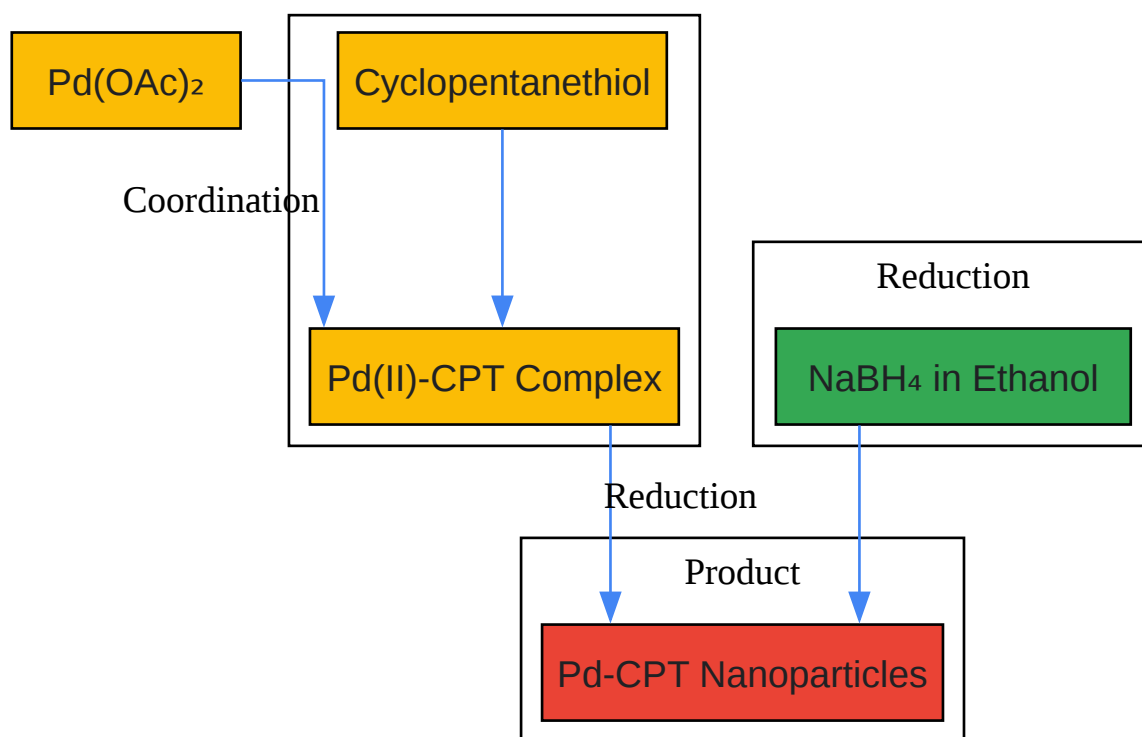 Pd(OAc)₂
Cyclopentanethiol
Coordination
Reduction
Pd(II)-CPT Complex
NaBH₄ in Ethanol
Reduction
Product
Pd-CPT Nanoparticles